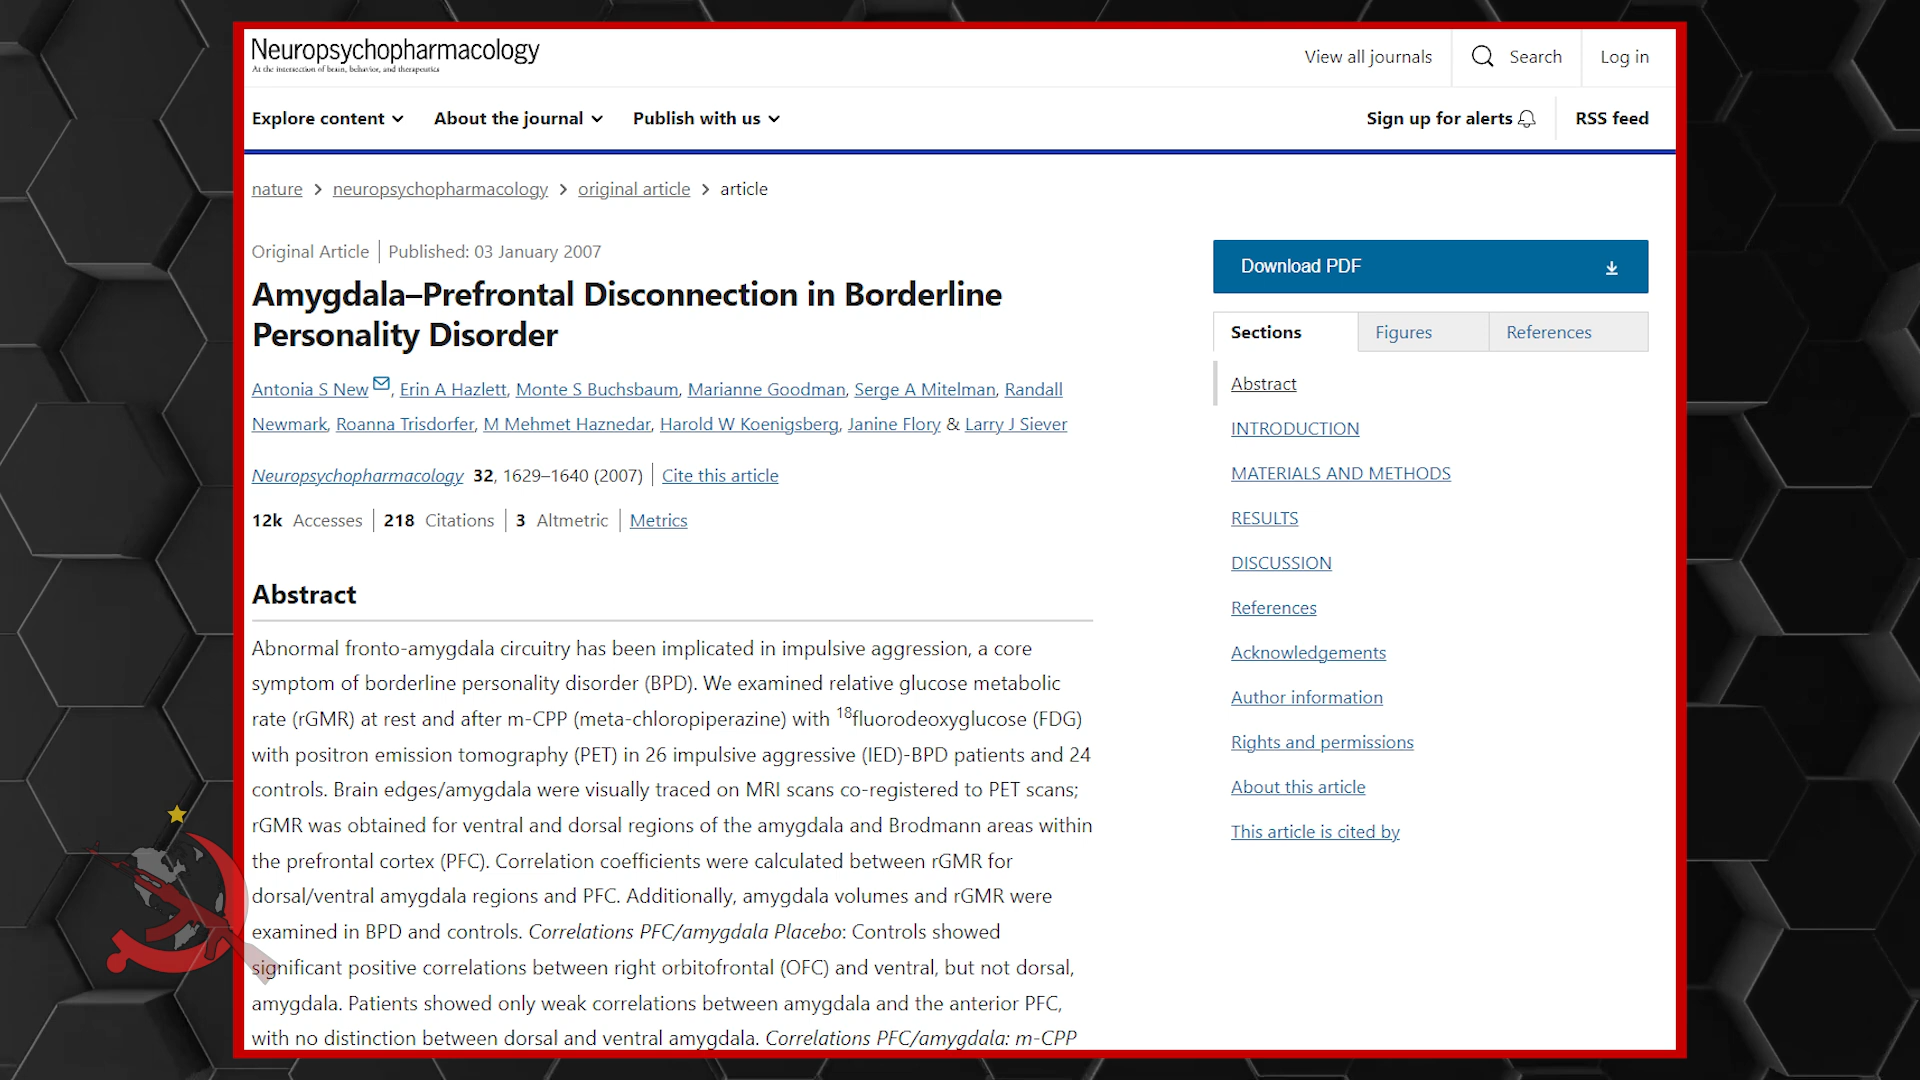 Neuropsychopharmacology
At the intersection of brain, behavior, and therapeutics
View all journals
Search
Log in
Explore content
About the journal
Publish with us
Sign up for alerts
RSS feed
nature > neuropsychopharmacology > original article > article
Original Article | Published: 03 January 2007
Amygdala–Prefrontal Disconnection in Borderline
Personality Disorder
Antonia S New, Erin A Hazlett, Monte S Buchsbaum, Marianne Goodman, Serge A Mitelman, Randall
Newmark, Roanna Trisdorfer, M Mehmet Haznedar, Harold W Koenigsberg, Janine Flory & Larry J Siever
Neuropsychopharmacology 32, 1629–1640 (2007) | Cite this article
12k Accesses | 218 Citations | 3 Altmetric | Metrics
Abstract
Abnormal fronto-amygdala circuitry has been implicated in impulsive aggression, a core
symptom of borderline personality disorder (BPD). We examined relative glucose metabolic
rate (rGMR) at rest and after m-CPP (meta-chloropiperazine) with 18fluorodeoxyglucose (FDG)
with positron emission tomography (PET) in 26 impulsive aggressive (IED)-BPD patients and 24
controls. Brain edges/amygdala were visually traced on MRI scans co-registered to PET scans;
rGMR was obtained for ventral and dorsal regions of the amygdala and Brodmann areas within
the prefrontal cortex (PFC). Correlation coefficients were calculated between rGMR for
dorsal/ventral amygdala regions and PFC. Additionally, amygdala volumes and rGMR were
examined in BPD and controls. Correlations PFC/amygdala Placebo: Controls showed
significant positive correlations between right orbitofrontal (OFC) and ventral, but not dorsal,
amygdala. Patients showed only weak correlations between amygdala and the anterior PFC,
with no distinction between dorsal and ventral amygdala. Correlations PFC/amygdala: m-CPP
Download PDF
Sections
Figures
References
Abstract
INTRODUCTION
MATERIALS AND METHODS
RESULTS
DISCUSSION
References
Acknowledgements
Author information
Rights and permissions
About this article
This article is cited by